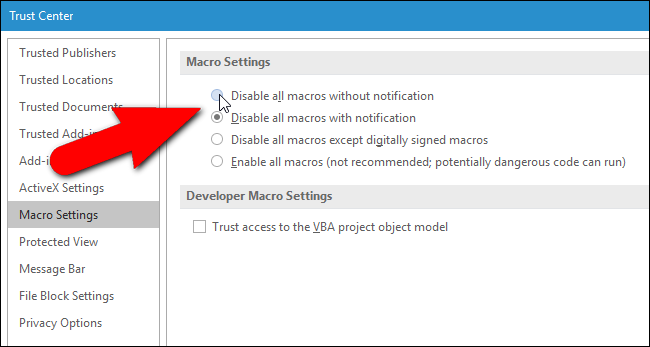 Trust Center
Trusted Publishers
Trusted Locations
Trusted Documents
Trusted Add-in
Add-in
ActiveX Settings
Macro Settings
Protected View
Message Bar
File Block Settings
Privacy Options
Macro Settings
Disable all macros without notification
Disable all macros with notification
Disable all macros except digitally signed macros
Enable all macros (not recommended; potentially dangerous code can run)
Developer Macro Settings
Trust access to the VBA project object model